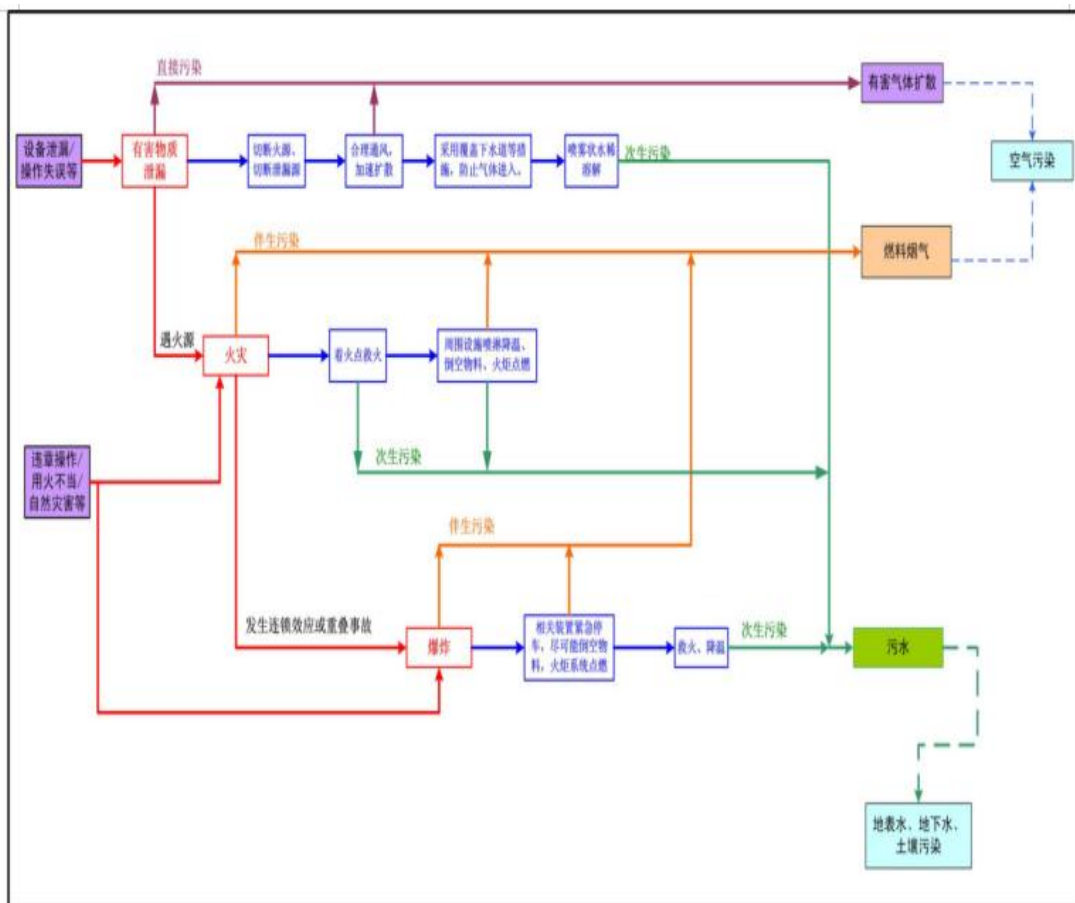 直接污染
有害气体扩散
设备泄漏/
操作失误等
有害物质
泄漏
切断火源、
切断泄漏源
合理通风，
加速扩散
采用覆盖下水道等措
施，防止气体进入。
喷雾状水稀
溶解
次生污染
空气污染
伴生污染
燃料烟气
遇火源
火灾
着火点救火
周围设施喷淋降温、
倒空物料、火炬点燃
违章操作/
用火不当/
自然灾害等
次生污染
伴生污染
发生连锁效应或重叠事故
爆炸
相关装置紧急停
车，尽可能倒空物
料，火炬系统点燃
救火、降温
次生污染
污水
地表水、地下水、
土壤污染